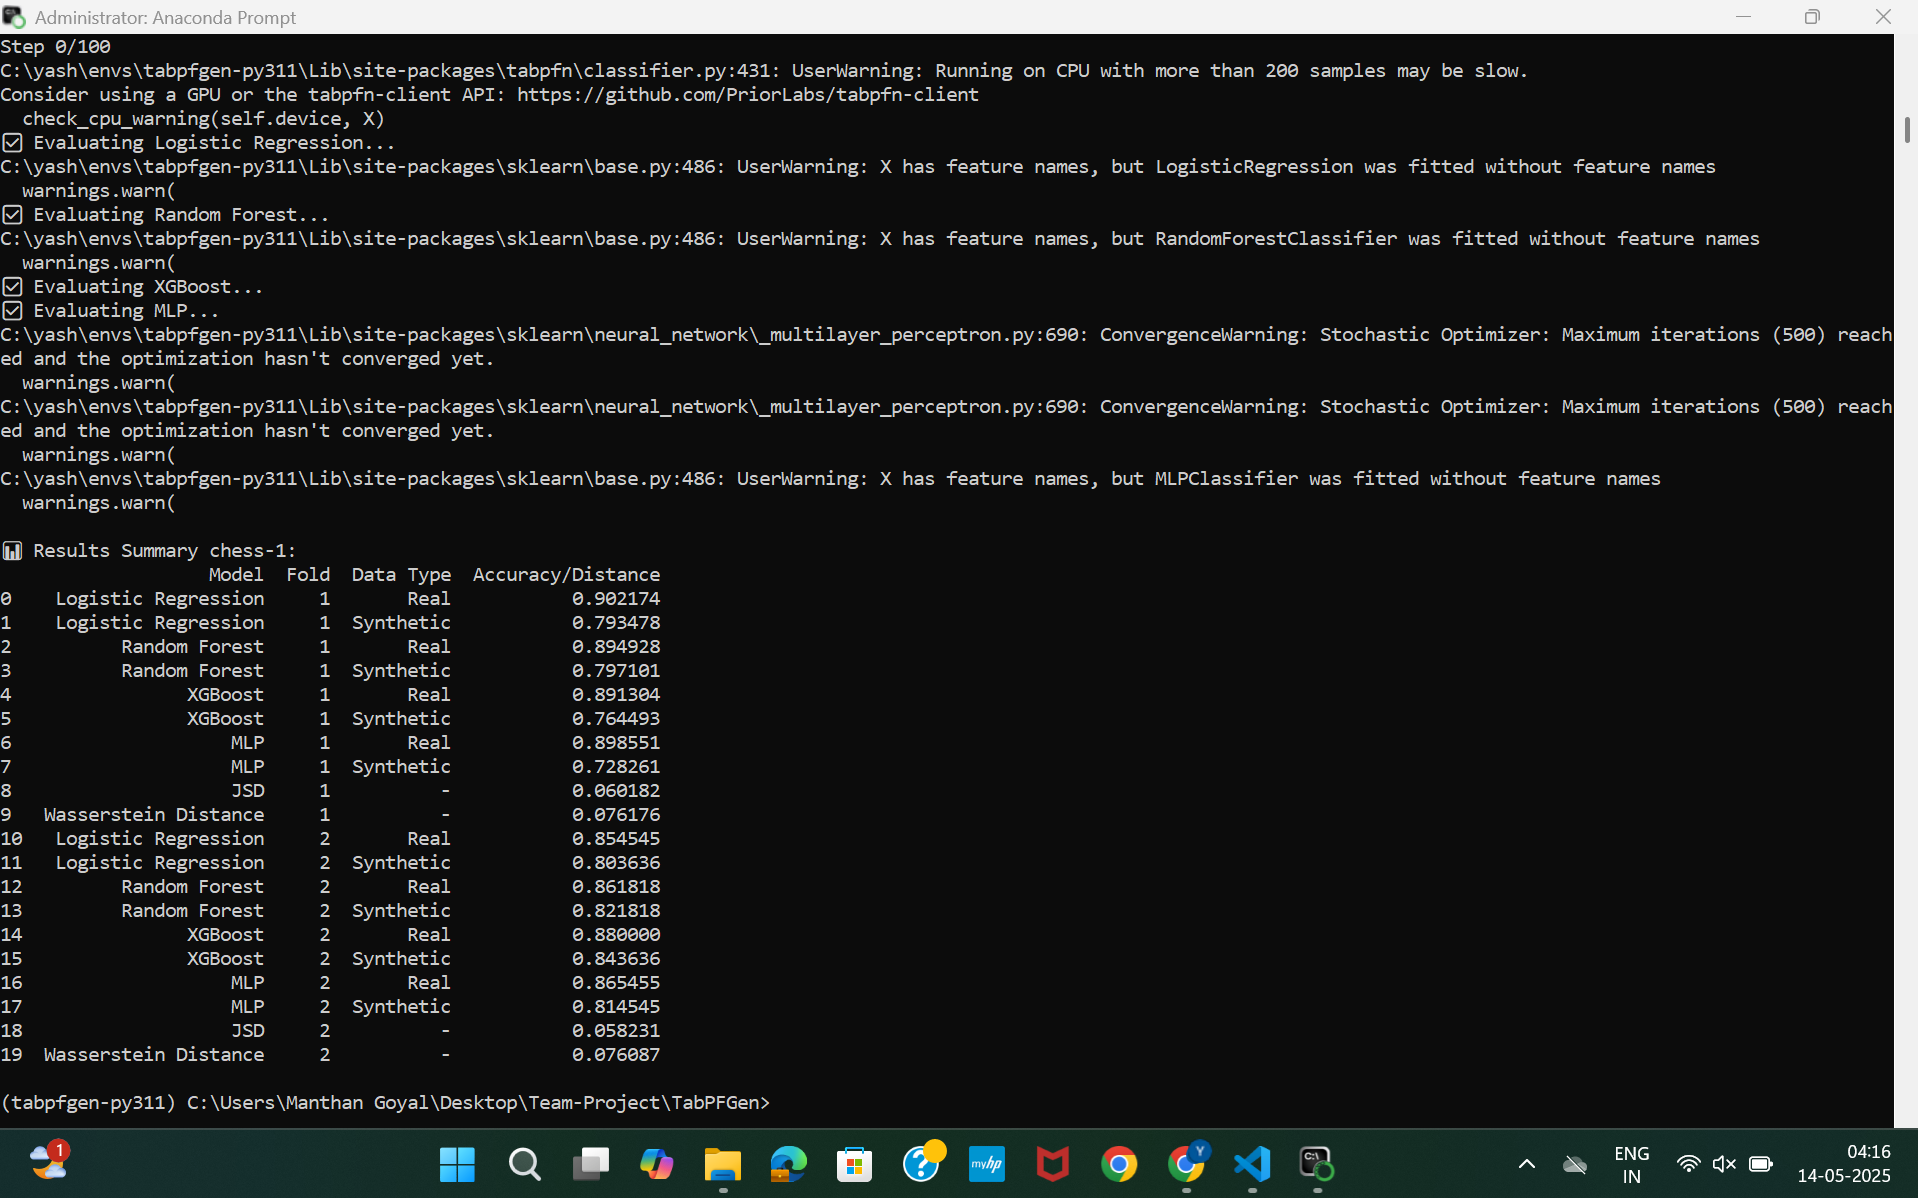 Administrator: Anaconda Prompt
Step 0/100
C:\yash\envs\tabpfgen-py311\Lib\site-packages\tabpfn\classifier.py:431: UserWarning: Running on CPU with more than 200 samples may be slow.
Consider using a GPU or the tabpfn-client API: https://github.com/PriorLabs/tabpfn-client
  check_cpu_warning(self.device, X)
☑ Evaluating Logistic Regression...
C:\yash\envs\tabpfgen-py311\Lib\site-packages\sklearn\base.py:486: UserWarning: X has feature names, but LogisticRegression was fitted without feature names
  warnings.warn(
☑ Evaluating Random Forest...
C:\yash\envs\tabpfgen-py311\Lib\site-packages\sklearn\base.py:486: UserWarning: X has feature names, but RandomForestClassifier was fitted without feature names
  warnings.warn(
☑ Evaluating XGBoost...
☑ Evaluating MLP...
C:\yash\envs\tabpfgen-py311\Lib\site-packages\sklearn\neural_network\_multilayer_perceptron.py:690: ConvergenceWarning: Stochastic Optimizer: Maximum iterations (500) reach
ed and the optimization hasn't converged yet.
  warnings.warn(
C:\yash\envs\tabpfgen-py311\Lib\site-packages\sklearn\neural_network\_multilayer_perceptron.py:690: ConvergenceWarning: Stochastic Optimizer: Maximum iterations (500) reach
ed and the optimization hasn't converged yet.
  warnings.warn(
C:\yash\envs\tabpfgen-py311\Lib\site-packages\sklearn\base.py:486: UserWarning: X has feature names, but MLPClassifier was fitted without feature names
  warnings.warn(
📊 Results Summary chess-1:
Model Fold Data Type Accuracy/Distance
0 Logistic Regression 1 Real 0.902174
1 Logistic Regression 1 Synthetic 0.793478
2 Random Forest 1 Real 0.894928
3 Random Forest 1 Synthetic 0.797101
4 XGBoost 1 Real 0.891304
5 XGBoost 1 Synthetic 0.764493
6 MLP 1 Real 0.898551
7 MLP 1 Synthetic 0.728261
8 JSD 1 - 0.060182
9 Wasserstein Distance 1 - 0.076176
10 Logistic Regression 2 Real 0.854545
11 Logistic Regression 2 Synthetic 0.803636
12 Random Forest 2 Real 0.861818
13 Random Forest 2 Synthetic 0.821818
14 XGBoost 2 Real 0.880000
15 XGBoost 2 Synthetic 0.843636
16 MLP 2 Real 0.865455
17 MLP 2 Synthetic 0.814545
18 JSD 2 - 0.058231
19 Wasserstein Distance 2 - 0.076087
(tabpfgen-py311) C:\Users\Manthan Goyal\Desktop\Team-Project\TabPFGen>
1
myhp
Y
C:\
ENG
IN
04:16
14-05-2025